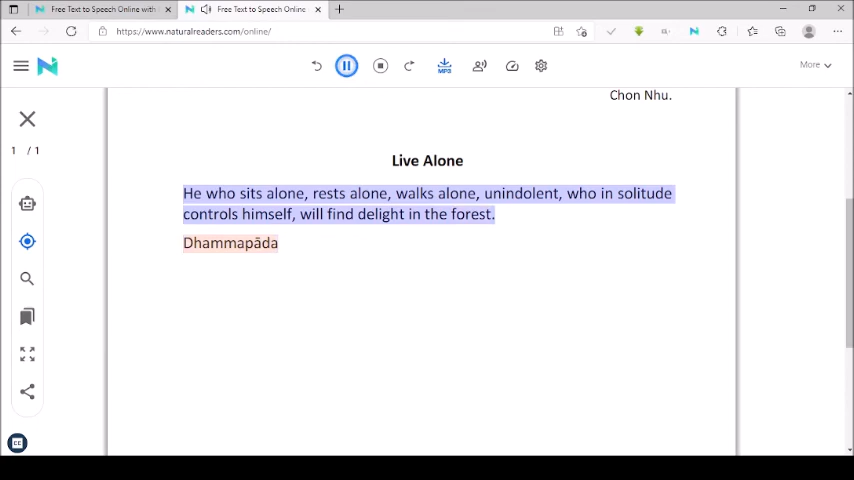 Free Text to Speech Online with
Free Text to Speech Online
https://www.naturalreaders.com/online/
MP3
More
Chon Nhu.
1 / 1
Live Alone
He who sits alone, rests alone, walks alone, unindolent, who in solitude
controls himself, will find delight in the forest.
Dhammapāda
CC